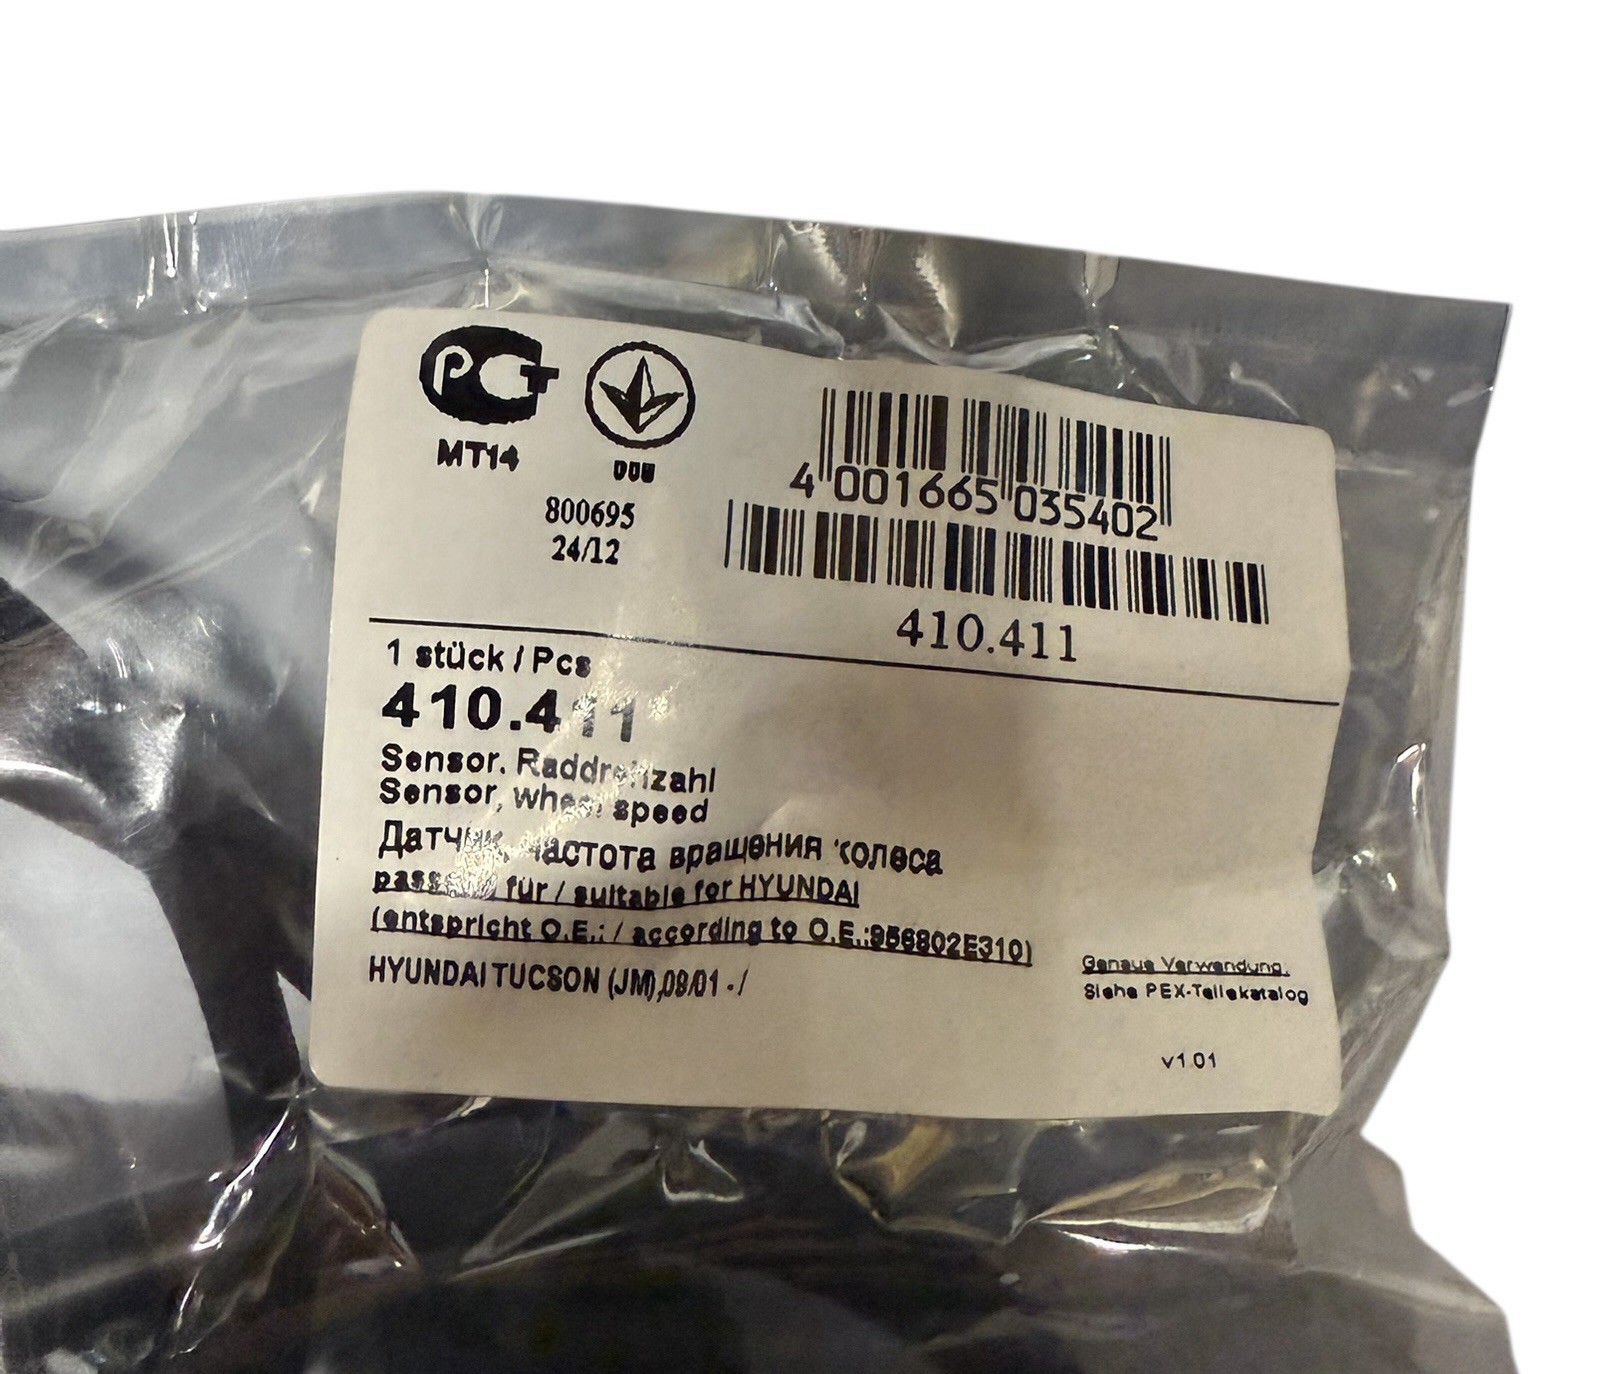 РСТ
МТ14
800695
24/12
4 001665 035402
410.411
1 stück / Pcs
410.411
Sensor, Raddrehzahl
Sensor, wheel speed
Датчик, частота вращения колеса
passend für / suitable for HYUNDAI
(entspricht O.E.: / according to O.E.:956802E310)
HYUNDAI TUCSON (JM),08/01 - /
Genaue Verwendung,
Siehe PEX-Teilekatalog
v1.01